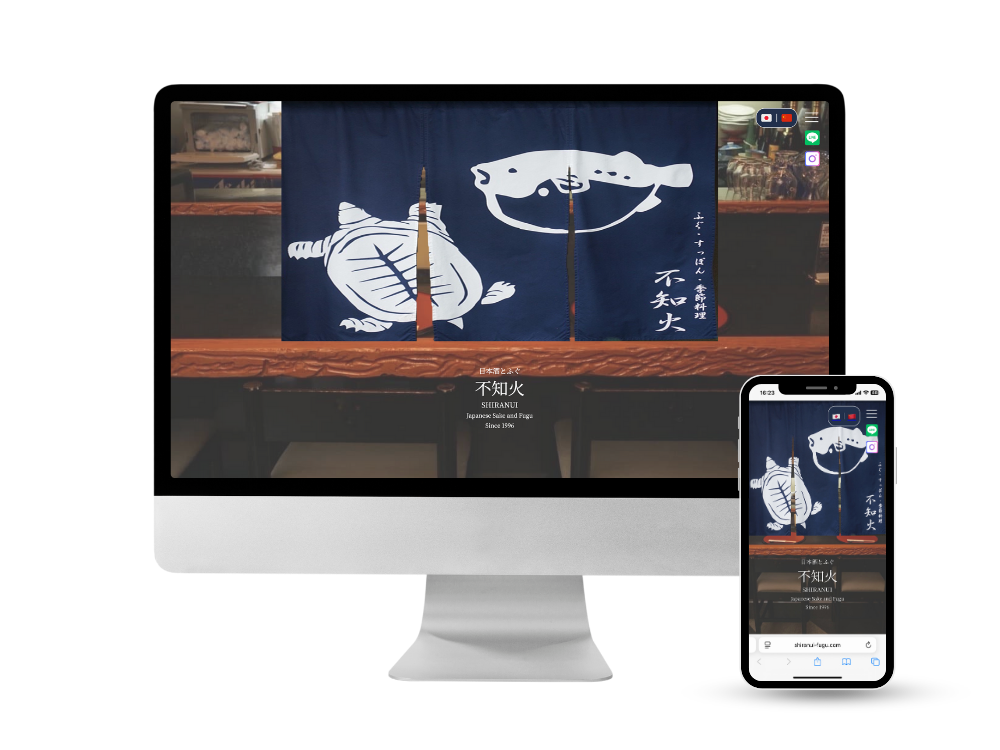 LINE
ふぐ・すっぽん・季節料理
不知火
日本酒とふぐ
不知火
SHIRANUI
Japanese Sake and Fugu
Since 1996
16:23
ふぐ・すっぽん・季節料理
不知火
日本酒とふぐ
不知火
SHIRANUI
Japanese Sake and Fugu
Since 1996
shiranui-fugu.com